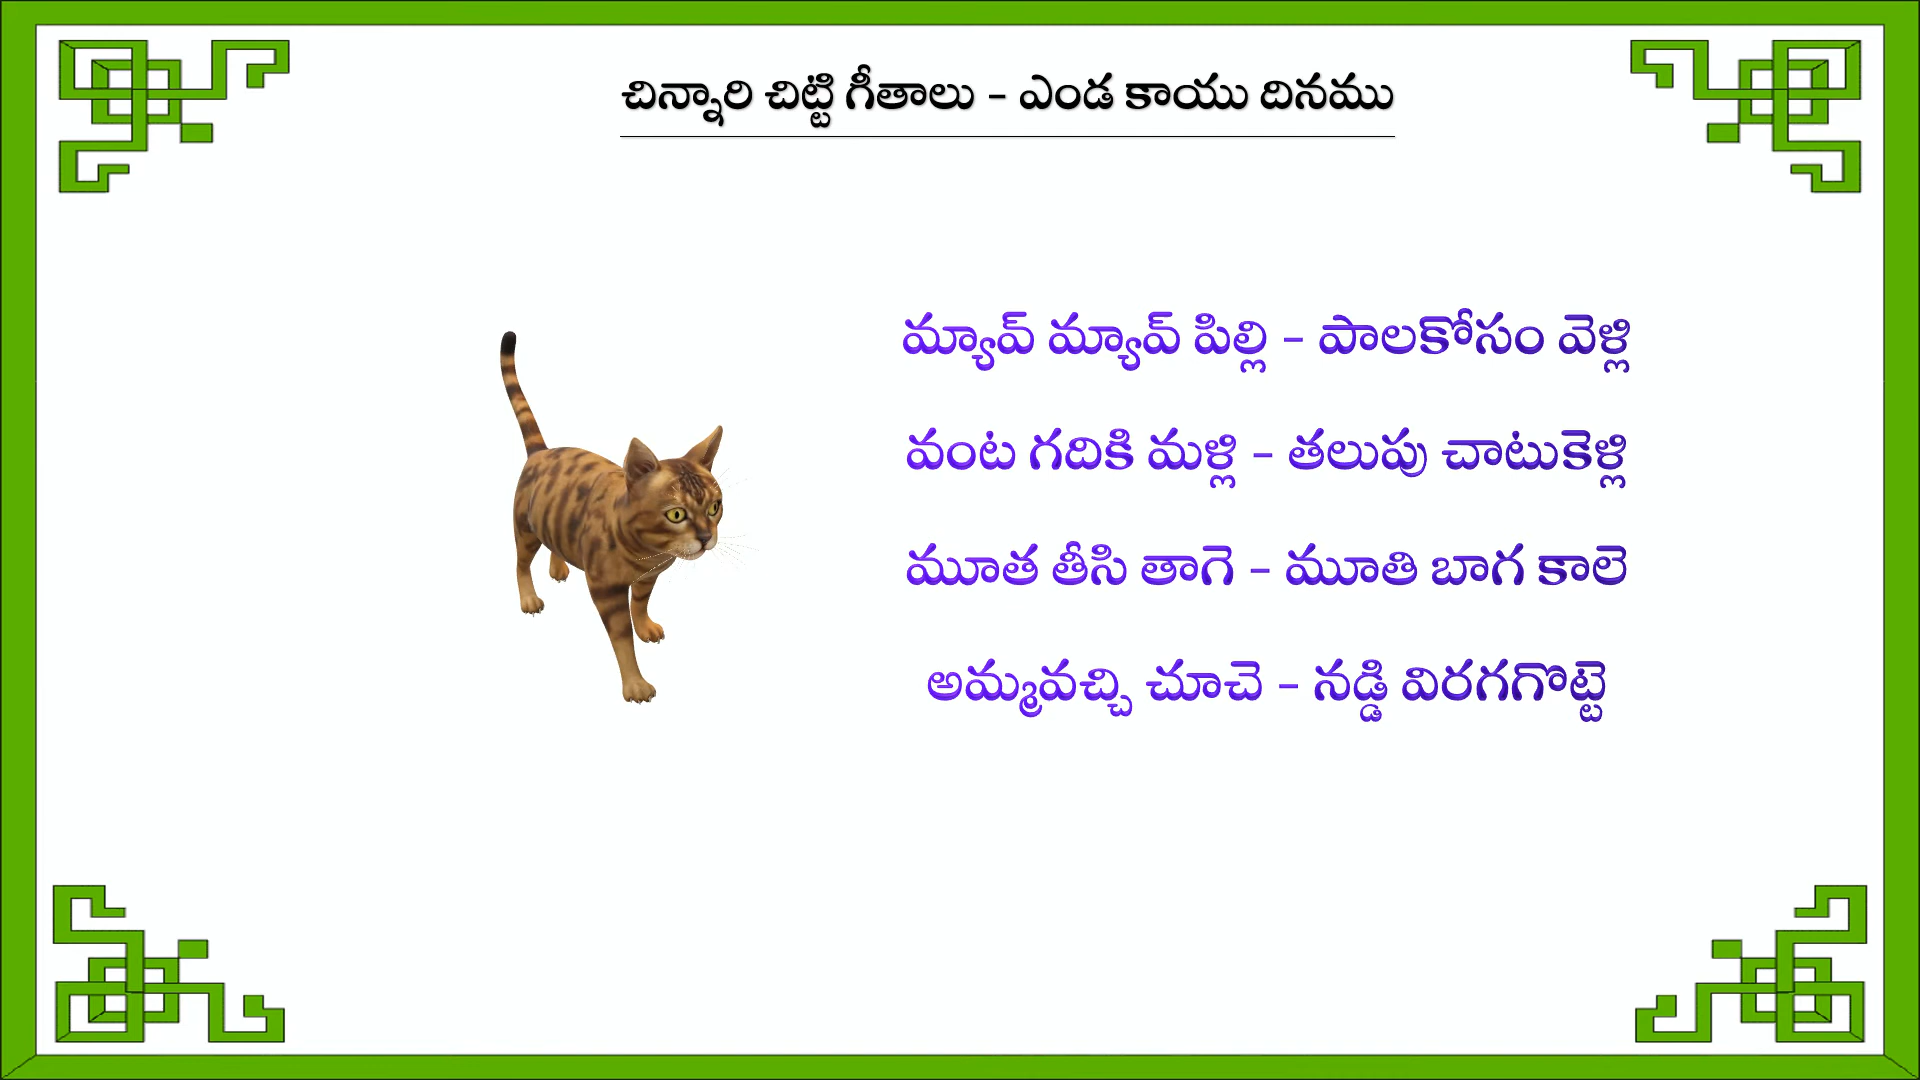 చిన్నారి చిట్టి గీతాలు - ఎండ కాయు దినము
మ్యావ్ మ్యావ్ పిల్లి - పాలకోసం వెళ్లి
వంట గదికి మళ్లి - తలుపు చాటుకెళ్లి
మూత తీసి తాగె - మూతి బాగ కాలె
అమ్మవచ్చి చూచె - నడ్డి విరగగొట్టె